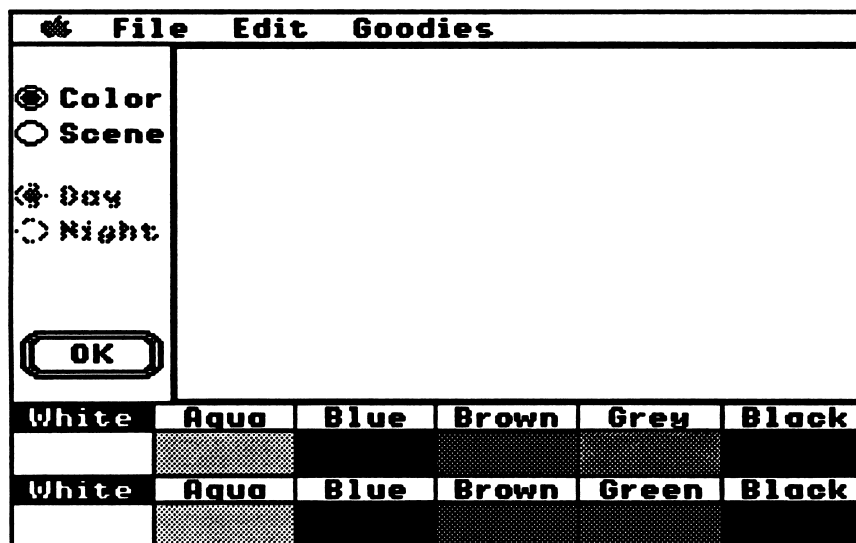 File Edit Goodies
Color
Scene
Day
Night
OK
White Aqua Blue Brown Grey Black
White Aqua Blue Brown Green Black